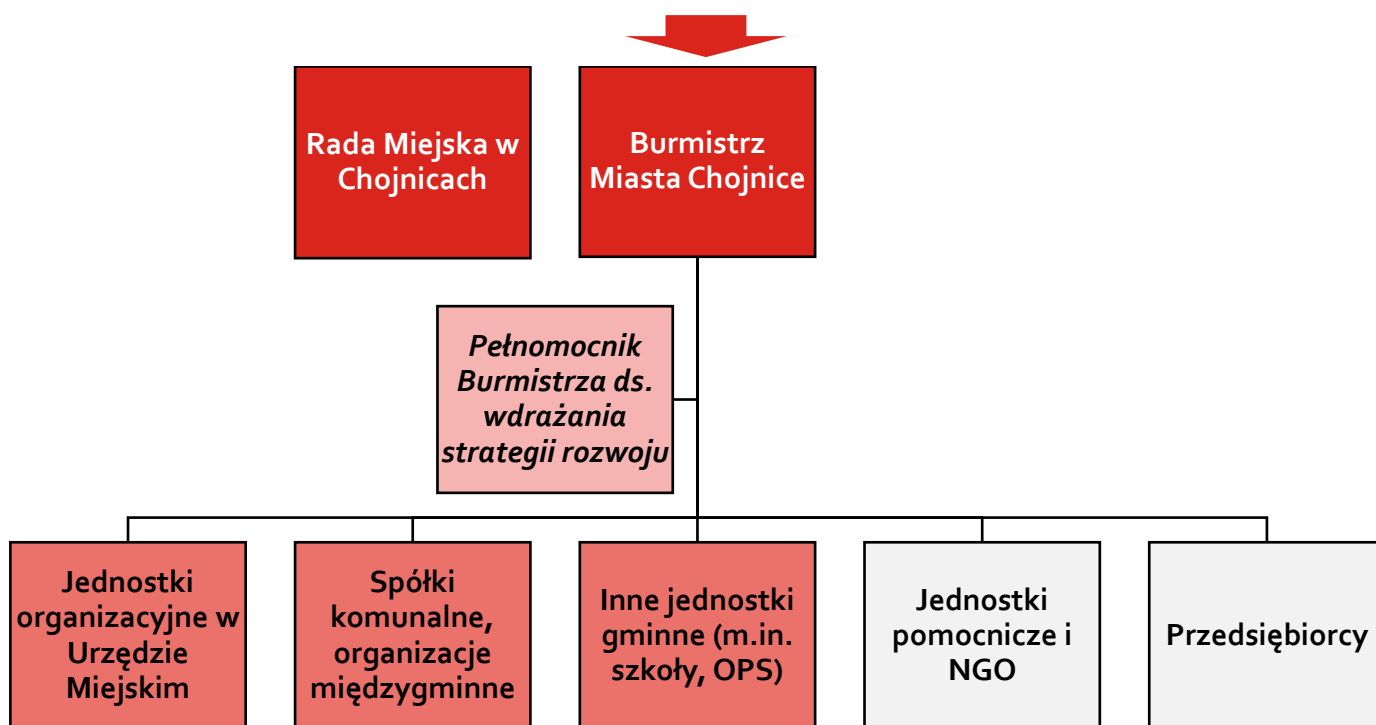 Rada Miejska w
Chojnicach
Burmistrz
Miasta Chojnice
Pełnomocnik
Burmistrza ds.
wdrażania
strategii rozwoju
Jednostki
organizacyjne w
Urzędzie
Miejskim
Spółki
komunalne,
organizacje
międzygminne
Inne jednostki
gminne (m.in.
szkoły, OPS)
Jednostki
pomocnicze i
NGO
Przedsiębiorcy